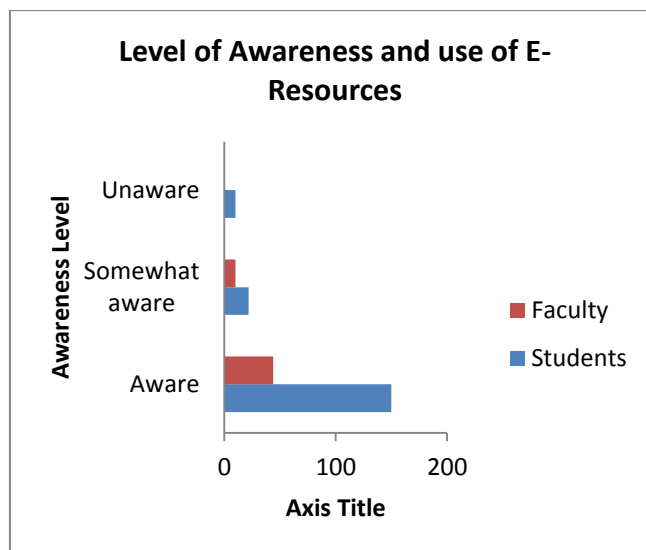 Level of Awareness and use of E-
Resources
Awareness Level
Unaware
Somewhat
aware
Aware
Faculty
Students
0 100 200
Axis Title